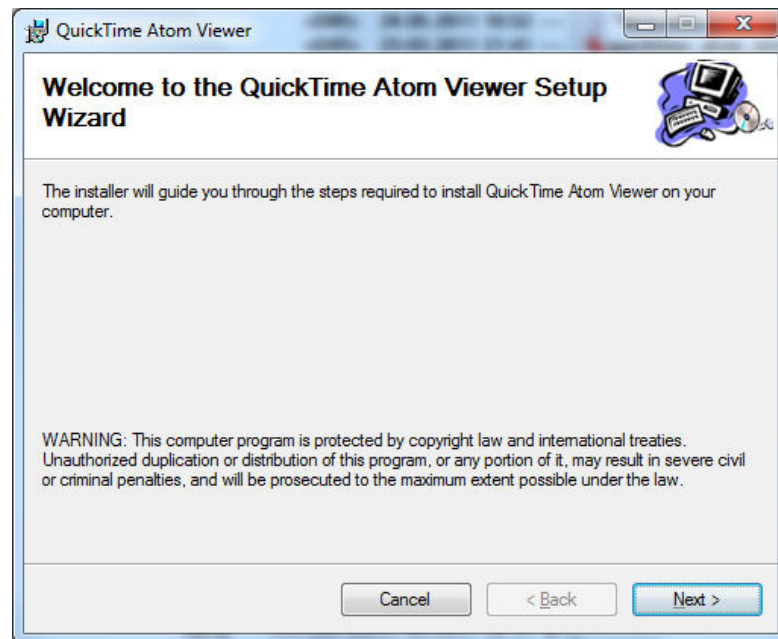 QuickTime Atom Viewer
Welcome to the QuickTime Atom Viewer Setup
Wizard
The installer will guide you through the steps required to install QuickTime Atom Viewer on your
computer.
WARNING: This computer program is protected by copyright law and international treaties.
Unauthorized duplication or distribution of this program, or any portion of it, may result in severe civil
or criminal penalties, and will be prosecuted to the maximum extent possible under the law.
Cancel
< Back
Next >